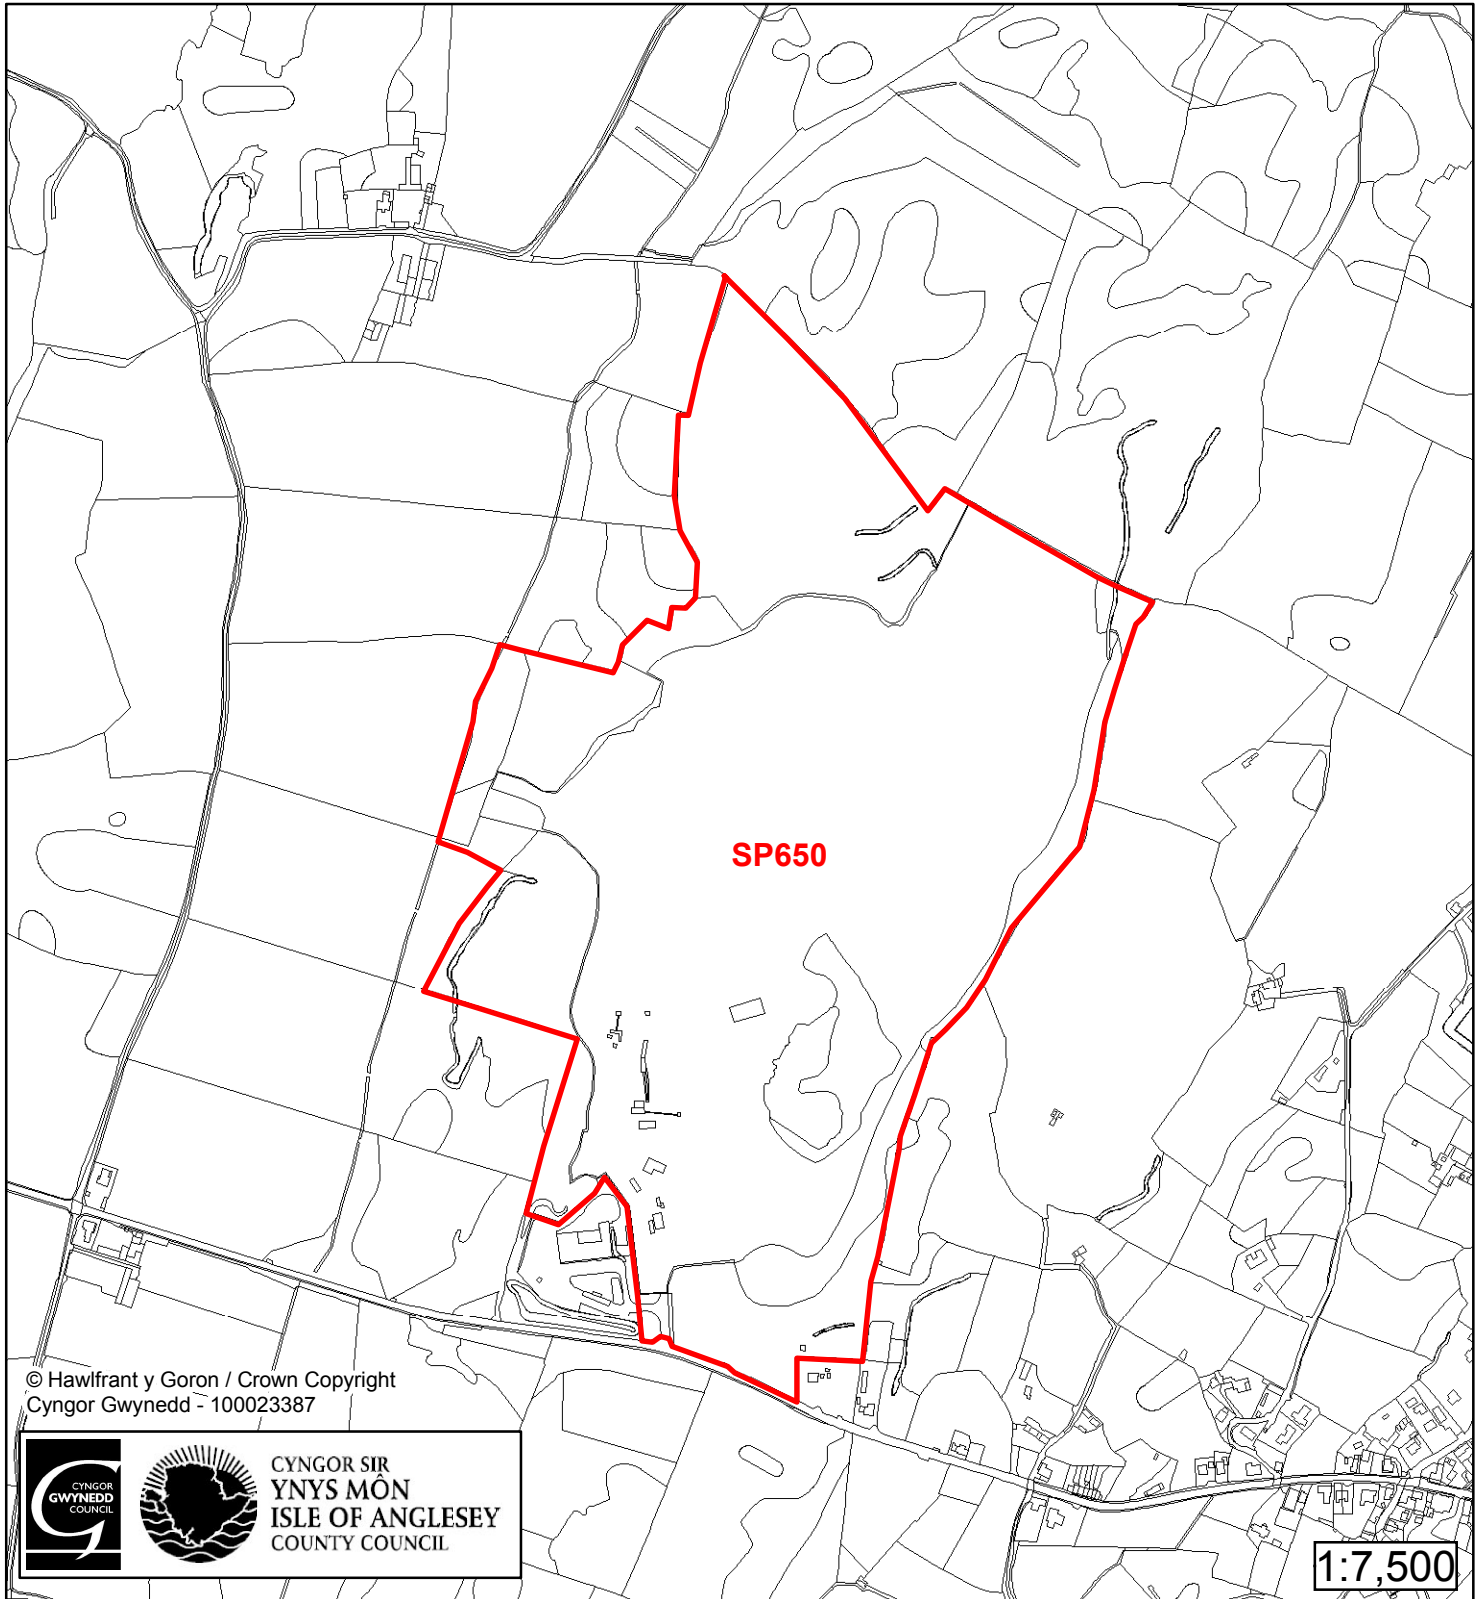 SP650
© Hawlfrant y Goron / Crown Copyright
Cyngor Gwynedd - 100023387
CYNGOR
GWYNEDD
COUNCIL
CYNGOR SIR
YNYS MÔN
ISLE OF ANGLESEY
COUNTY COUNCIL
1:7,500